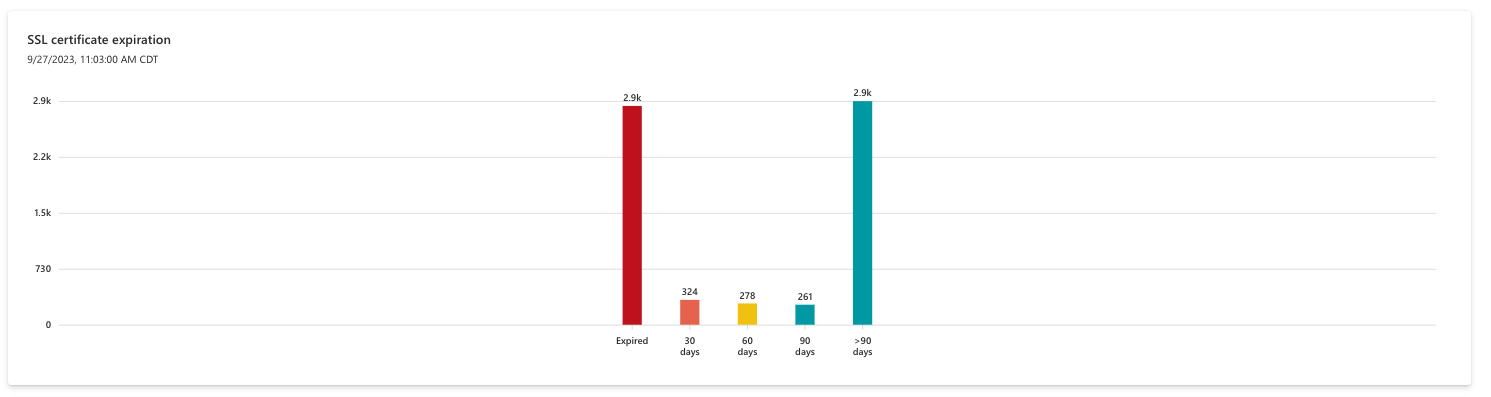 SSL certificate expiration
9/27/2023, 11:03:00 AM CDT
2.9k
2.2k
1.5k
730
0
2.9k
324
278
261
2.9k
Expired
30
days
60
days
90
days
>90
days